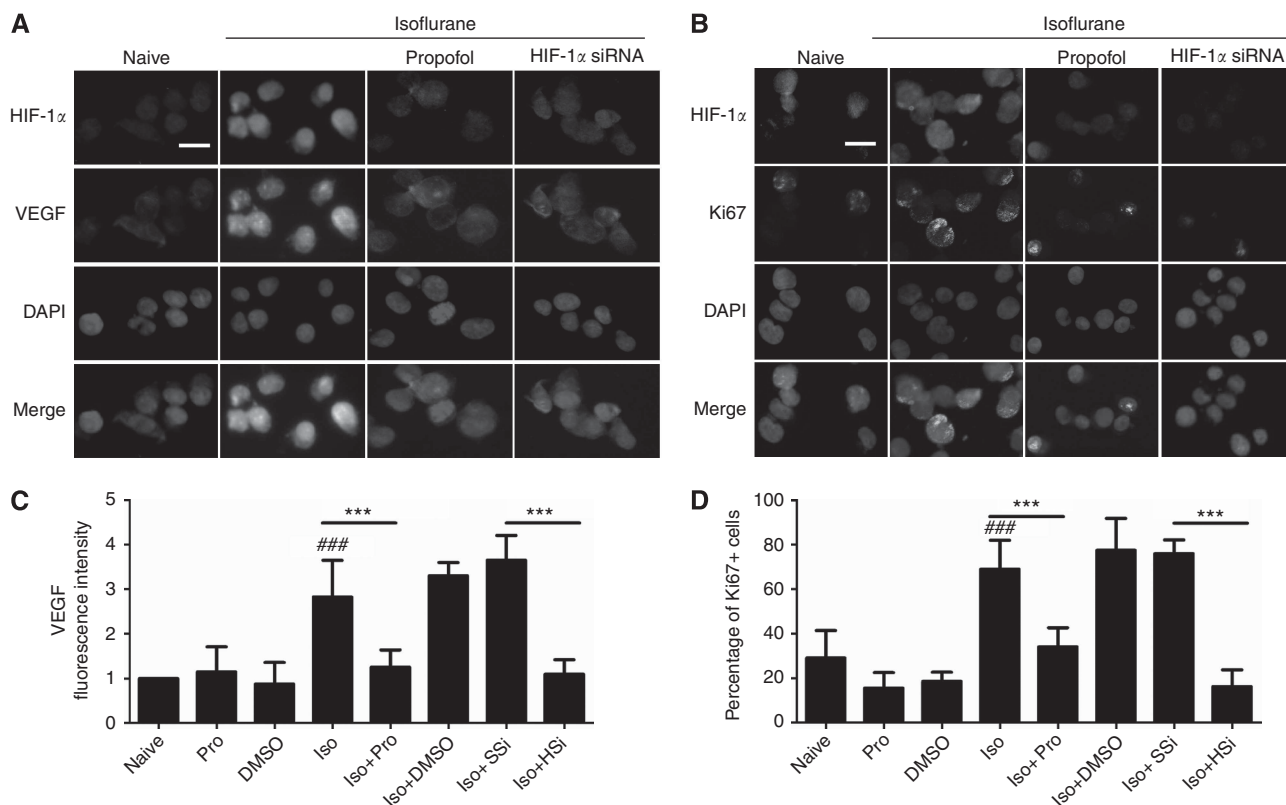 A
Isoflurane
Naive Propofol HIF-1α siRNA
HIF-1α
VEGF
DAPI
Merge
B
Isoflurane
Naive Propofol HIF-1α siRNA
HIF-1α
Ki67
DAPI
Merge
C
VEGF
fluorescence intensity
5
4
3
2
1
0
***
###
***
Naive
Pro
DMSO
Iso
Iso+Pro
Iso+DMSO
Iso+ SSi
Iso+HSi
D
Percentage of Ki67+ cells
100
80
60
40
20
0
***
###
***
Naive
Pro
DMSO
Iso
Iso+ Pro
Iso+DMSO
Iso+ SSi
Iso+HSi